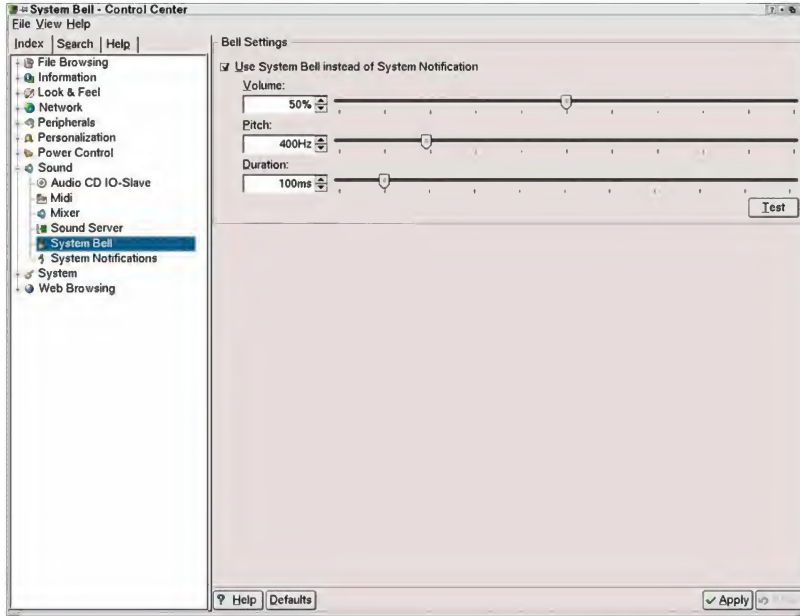 System Bell - Control Center
File View Help
Index Search Help
File Browsing
Information
Look & Feel
Network
Peripherals
Personalization
Power Control
Sound
Audio CD IO-Slave
Midi
Mixer
Sound Server
System Bell
System Notifications
System
Web Browsing
Bell Settings
Use System Bell instead of System Notification
Volume:
50%
Pitch:
400Hz
Duration:
100ms
Test
? Help Defaults
Apply